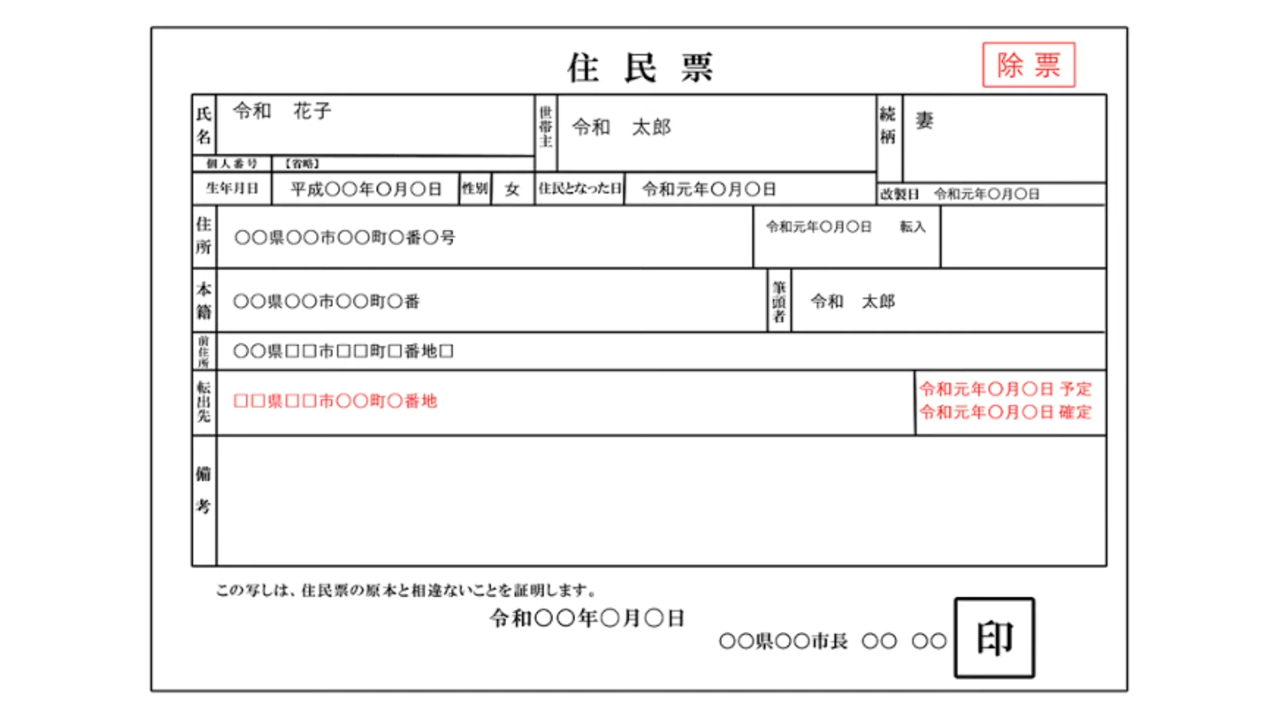 住民票
除票
氏名
令和 花子
世帯主
令和 太郎
続柄
妻
個人番号
【省略】
生年月日
平成〇〇年〇月〇日
性別
女
住民となった日
令和元年〇月〇日
改製日 令和元年〇月〇日
住所
〇〇県〇〇市〇〇町〇番〇号
令和元年〇月〇日 転入
本籍
〇〇県〇〇市〇〇町〇番
筆頭者
令和 太郎
前住所
〇〇県□□市□□町□番地□
転出先
□□県□□市〇〇町〇番地
令和元年〇月〇日 予定
令和元年〇月〇日 確定
備考
この写しは、住民票の原本と相違ないことを証明します。
令和〇〇年〇月〇日
〇〇県〇〇市長 〇〇 〇〇
印